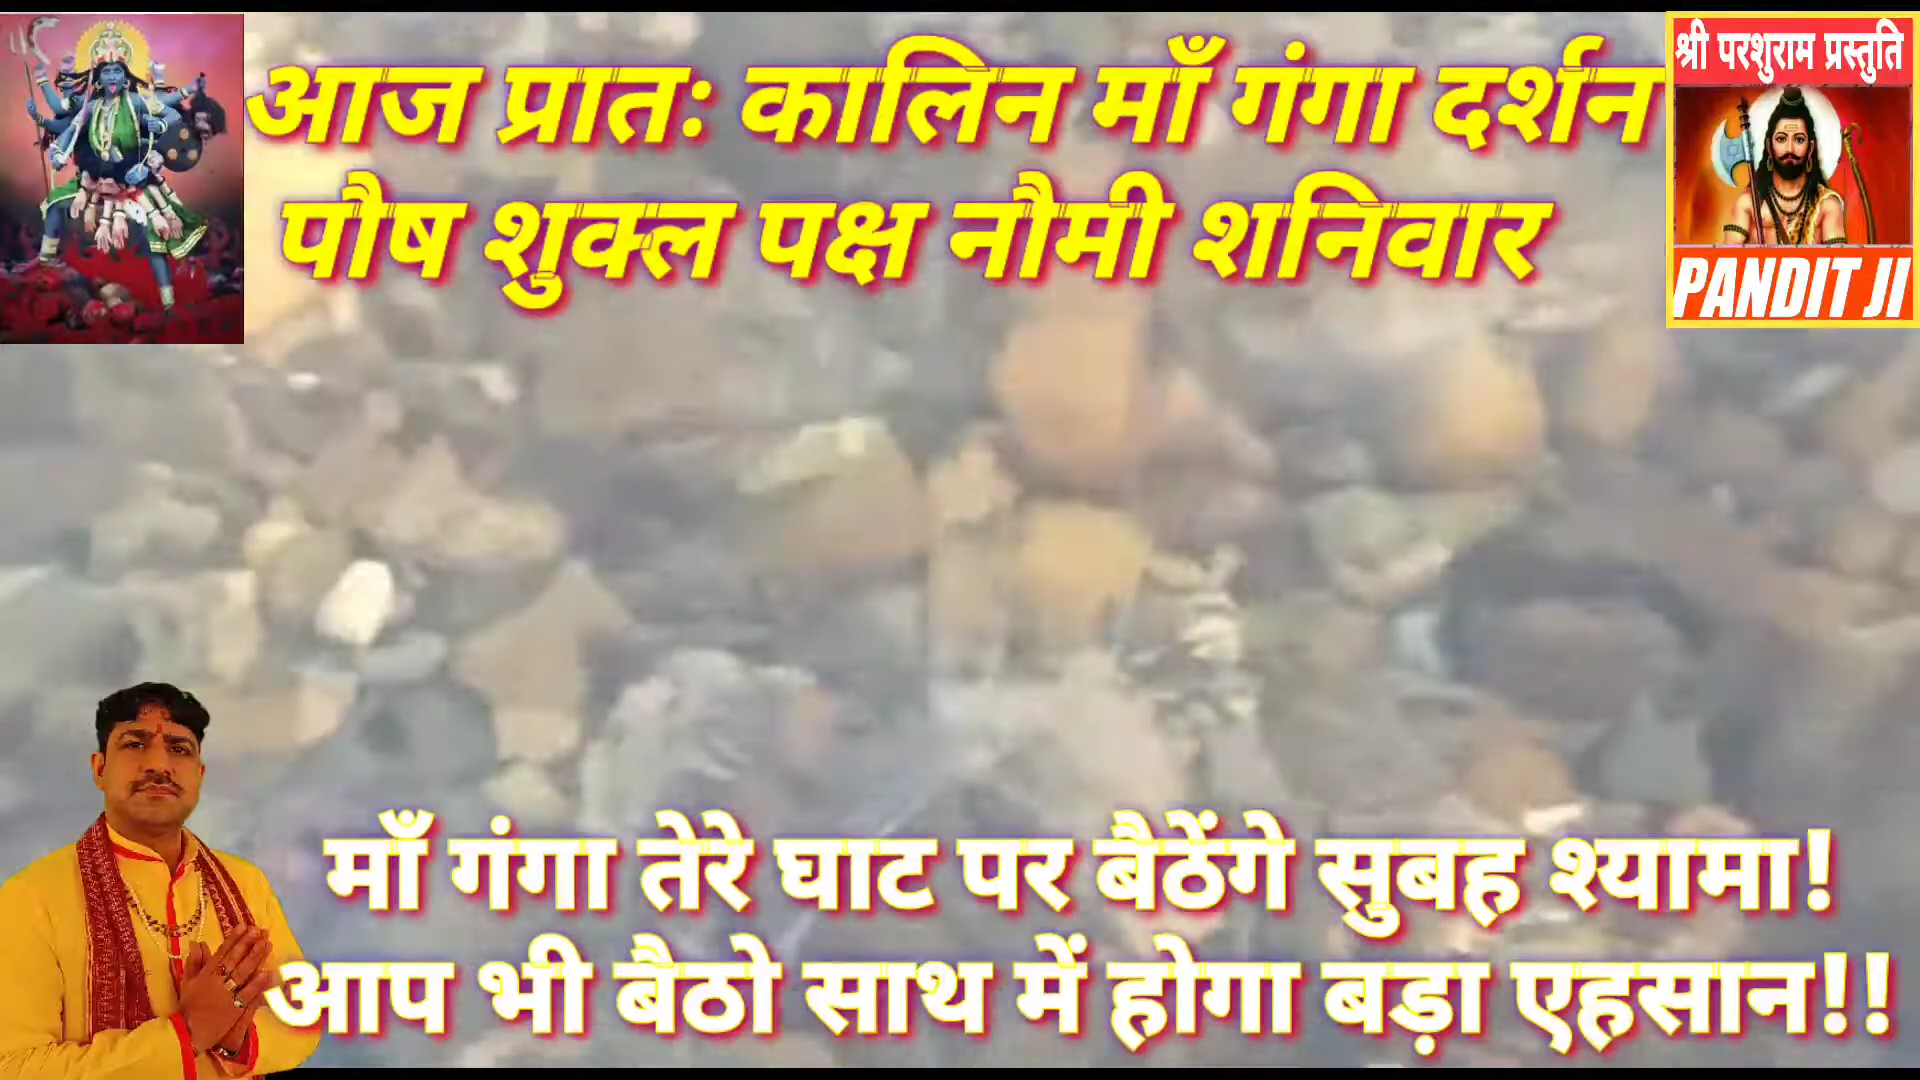 आज प्रात: कालिन माँ गंगा दर्शन
पौष शुक्ल पक्ष नौमी शनिवार
श्री परशुराम प्रस्तुति
PANDIT JI
माँ गंगा तेरे घाट पर बैठेंगे सुबह श्यामा!
आप भी बैठो साथ में होगा बड़ा एहसान!!